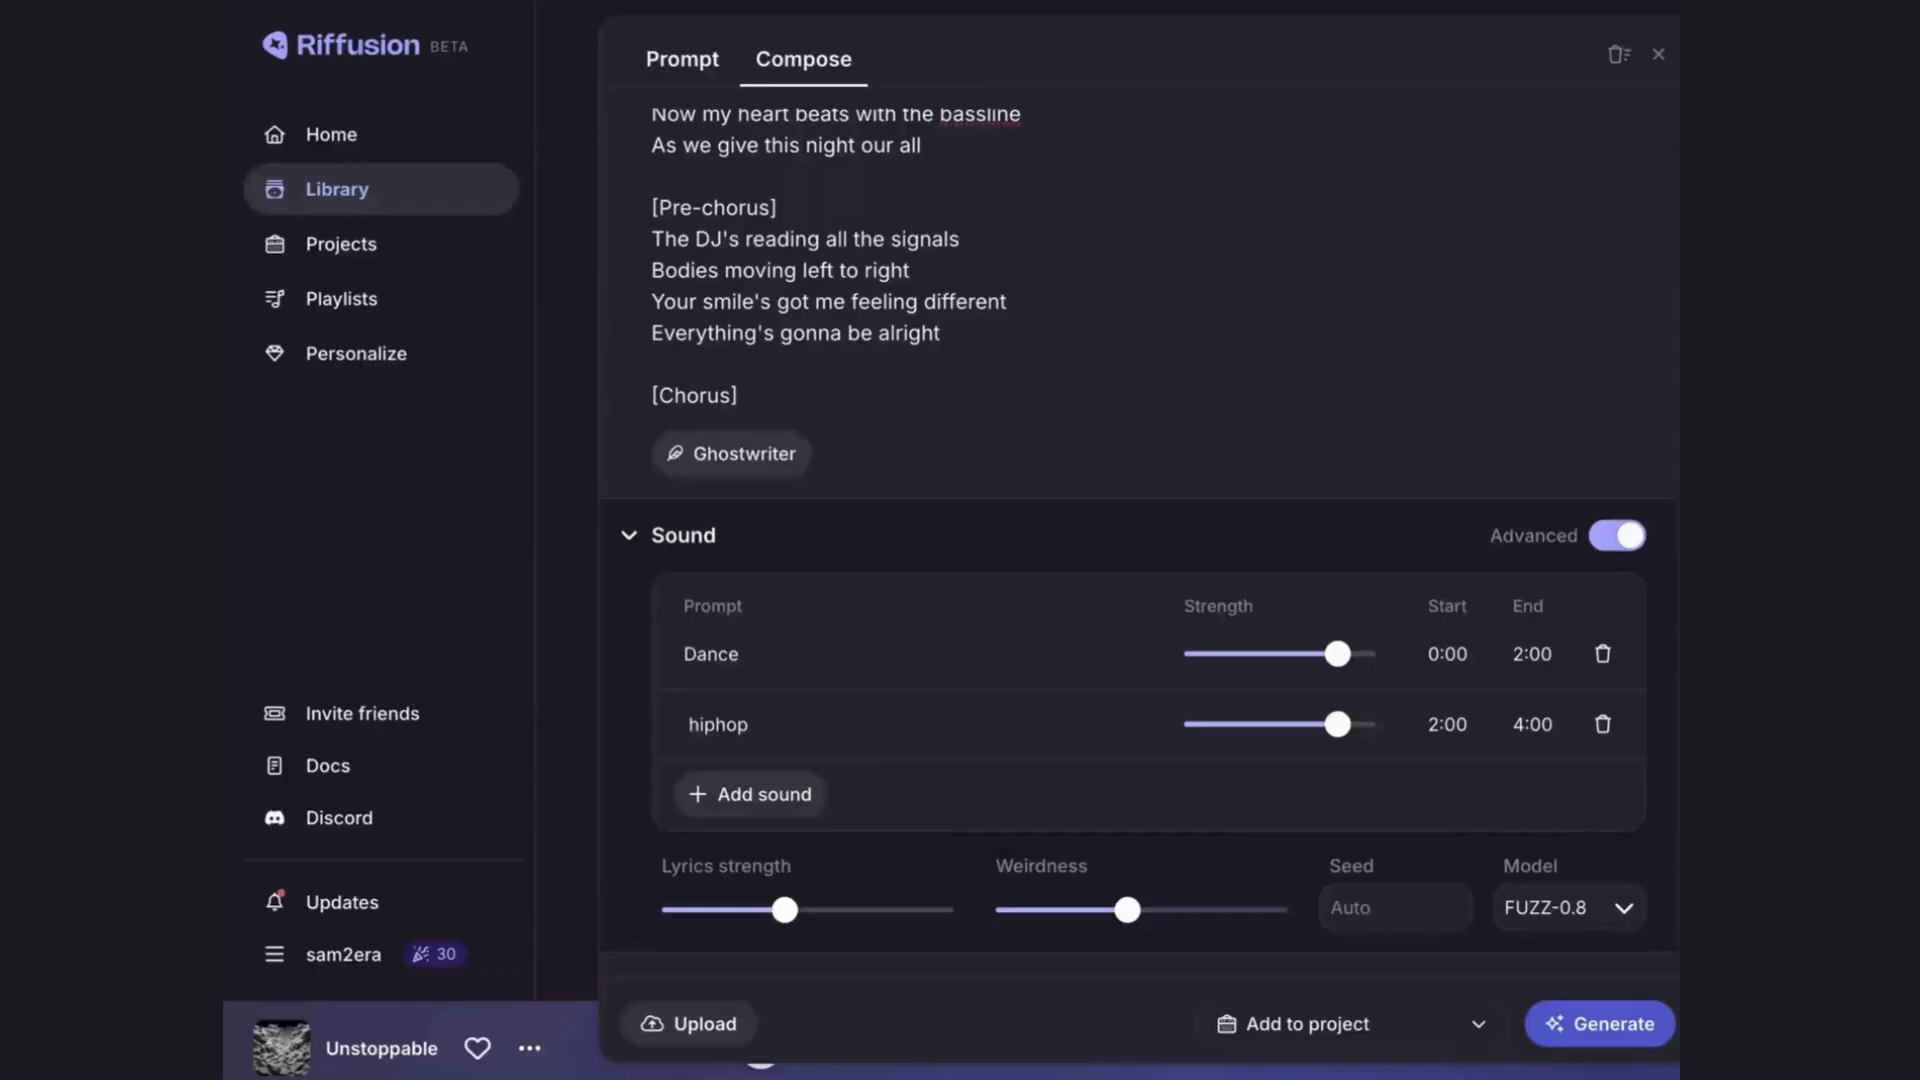 Riffusion BETA
Home
Library
Projects
Playlists
Personalize
Invite friends
Docs
Discord
Updates
sam2era 30
Unstoppable
Prompt Compose
Now my heart beats with the bassline
As we give this night our all
[Pre-chorus]
The DJ's reading all the signals
Bodies moving left to right
Your smile's got me feeling different
Everything's gonna be alright
[Chorus]
Ghostwriter
Sound Advanced
Prompt Strength Start End
Dance 0:00 2:00
hiphop 2:00 4:00
+ Add sound
Lyrics strength Weirdness Seed Model
Auto FUZZ-0.8
Upload Add to project Generate